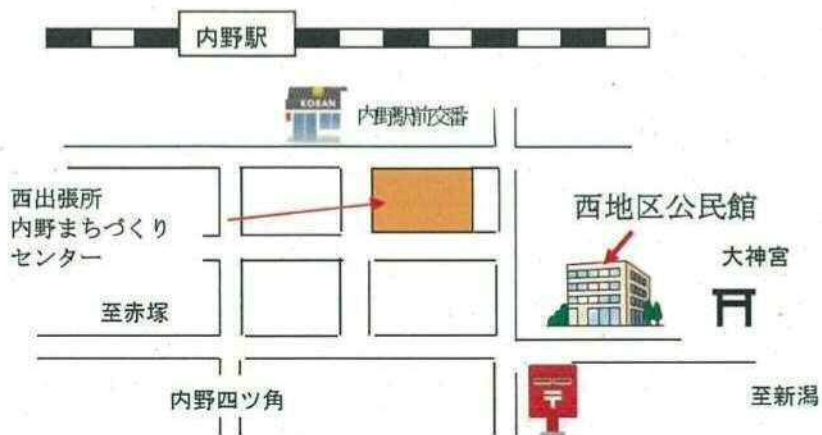 内野駅
KOBAN
内野駅前交番
西出張所
内野まちづくり
センター
西地区公民館
大神宮
至赤塚
内野四ツ角
〒
至新潟